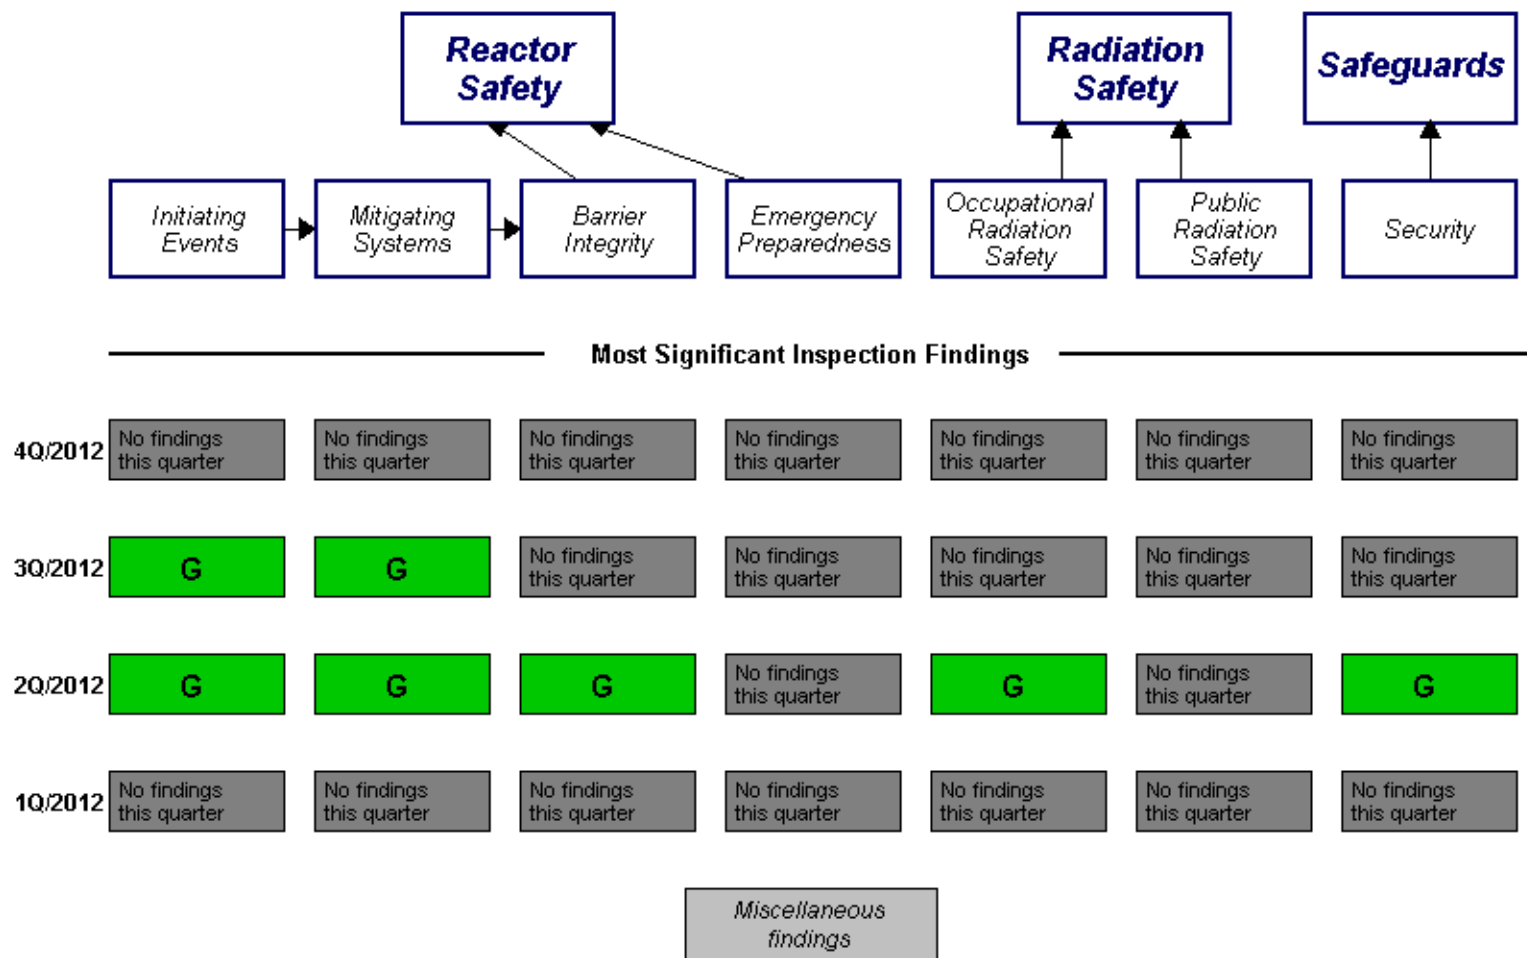 Reactor
Safety
Radiation
Safety
Safeguards
Initiating
Events
Mitigating
Systems
Barrier
Integrity
Emergency
Preparedness
Occupational
Radiation
Safety
Public
Radiation
Safety
Security
Most Significant Inspection Findings
4Q/2012
No findings
this quarter
No findings
this quarter
No findings
this quarter
No findings
this quarter
No findings
this quarter
No findings
this quarter
No findings
this quarter
3Q/2012
G
G
No findings
this quarter
No findings
this quarter
No findings
this quarter
No findings
this quarter
No findings
this quarter
2Q/2012
G
G
G
No findings
this quarter
G
No findings
this quarter
G
1Q/2012
No findings
this quarter
No findings
this quarter
No findings
this quarter
No findings
this quarter
No findings
this quarter
No findings
this quarter
No findings
this quarter
Miscellaneous
findings